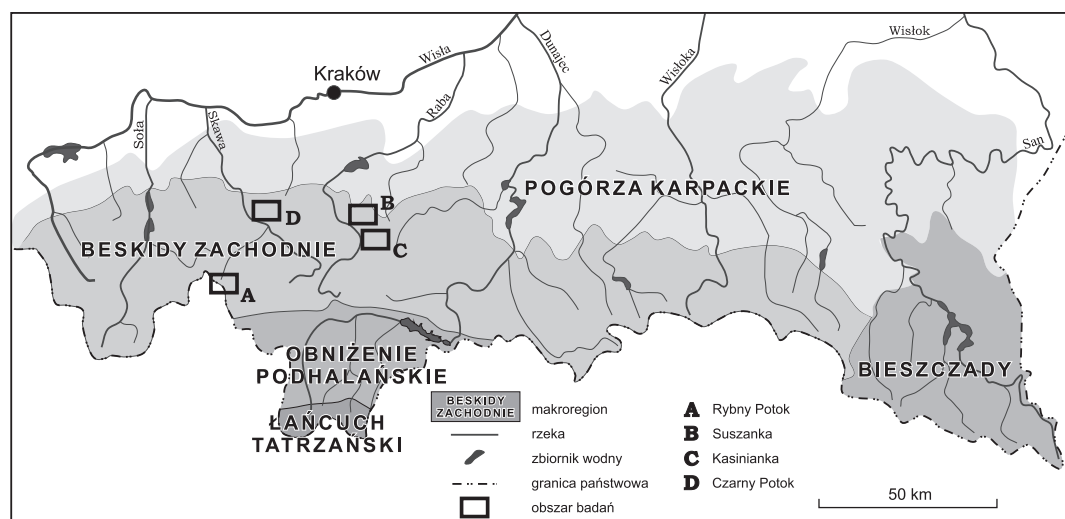 Wisła
Dunajec
Wisłoka
Wisłok
Kraków
Raba
Soła
Skawa
San
POGÓRZA KARPACKIE
B
D
BESKIDY ZACHODNIE
C
A
OBNIŻENIE
PODHALAŃSKIE
BIESZCZADY
ŁAŃCUCH
TATRZAŃSKI
BESKIDY
ZACHODNIE
makroregion
rzeka
zbiornik wodny
granica państwowa
obszar badań
A Rybny Potok
B Suszanka
C Kasinianka
D Czarny Potok
50 km